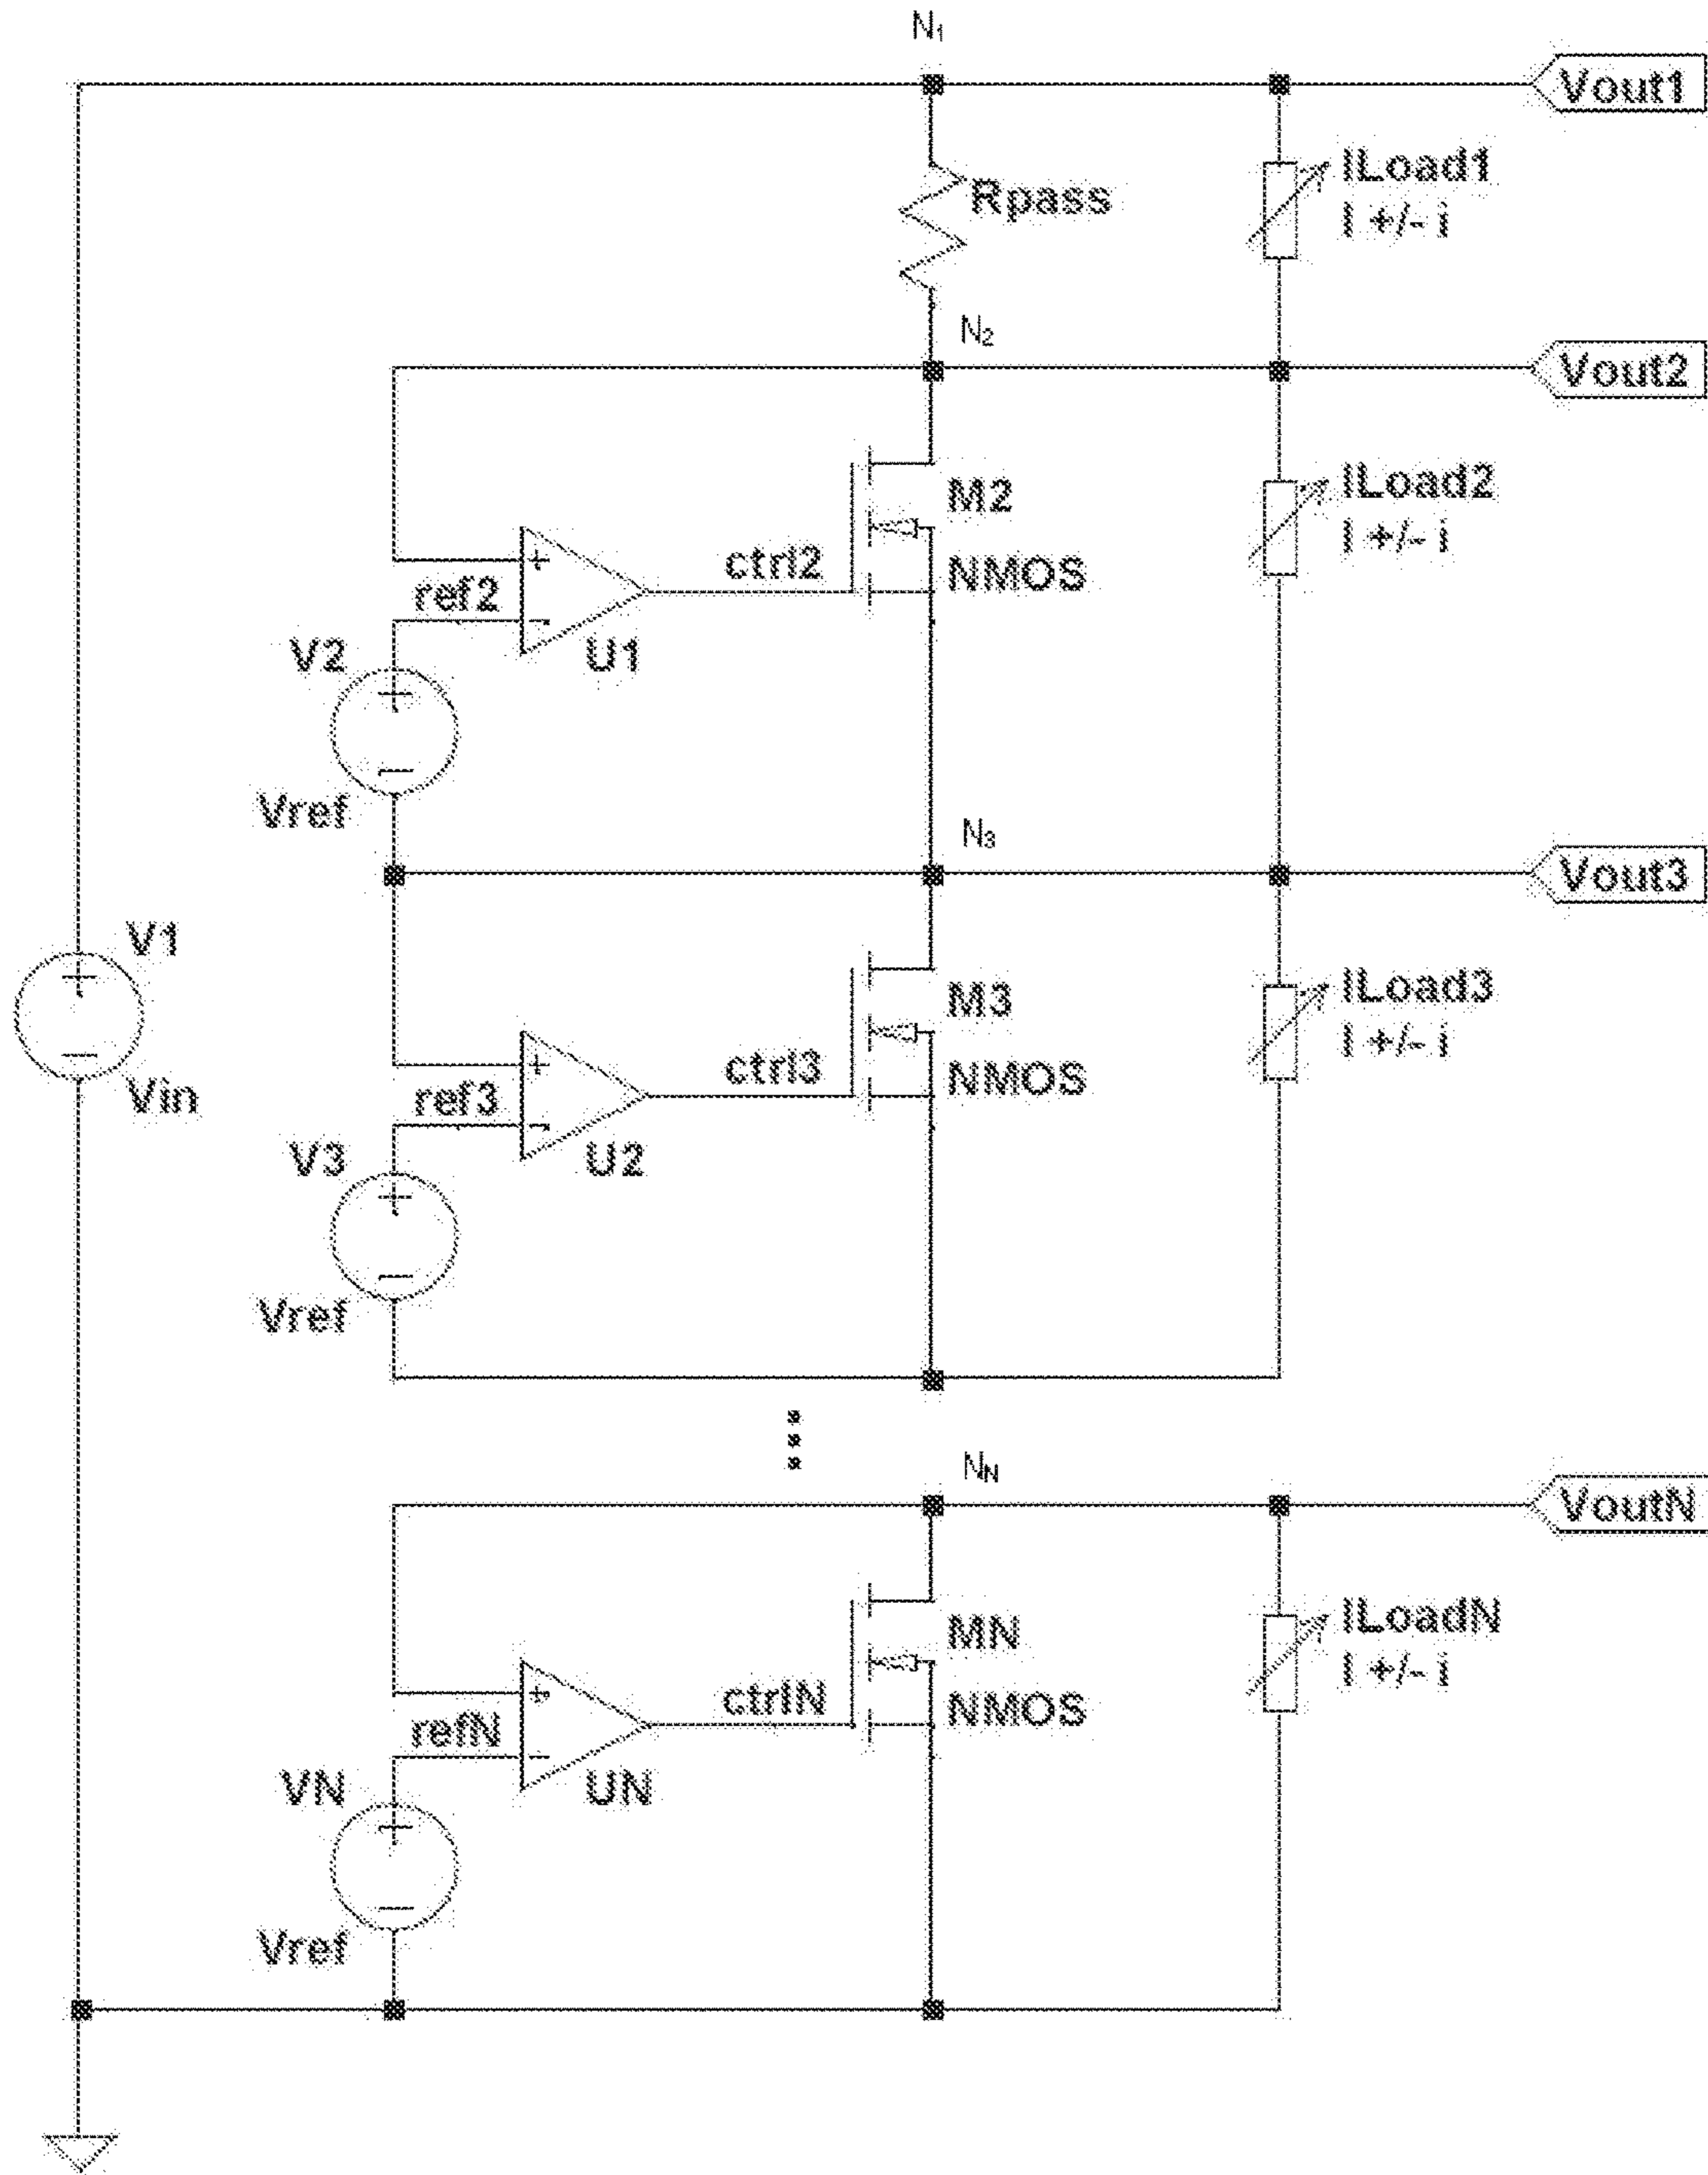 N₁
Vout1
Rpass
ILoad1
I +/- i
N₂
Vout2
M2
NMOS
ILoad2
I +/- i
ctrl2
ref2
+
-
U1
V2
+
-
Vref
N₃
Vout3
V1
+
-
Vin
M3
NMOS
ILoad3
I +/- i
ctrl3
ref3
+
-
U2
V3
+
-
Vref
N_N
VoutN
MN
NMOS
ILoadN
I +/- i
ctrlN
refN
+
-
UN
VN
+
-
Vref